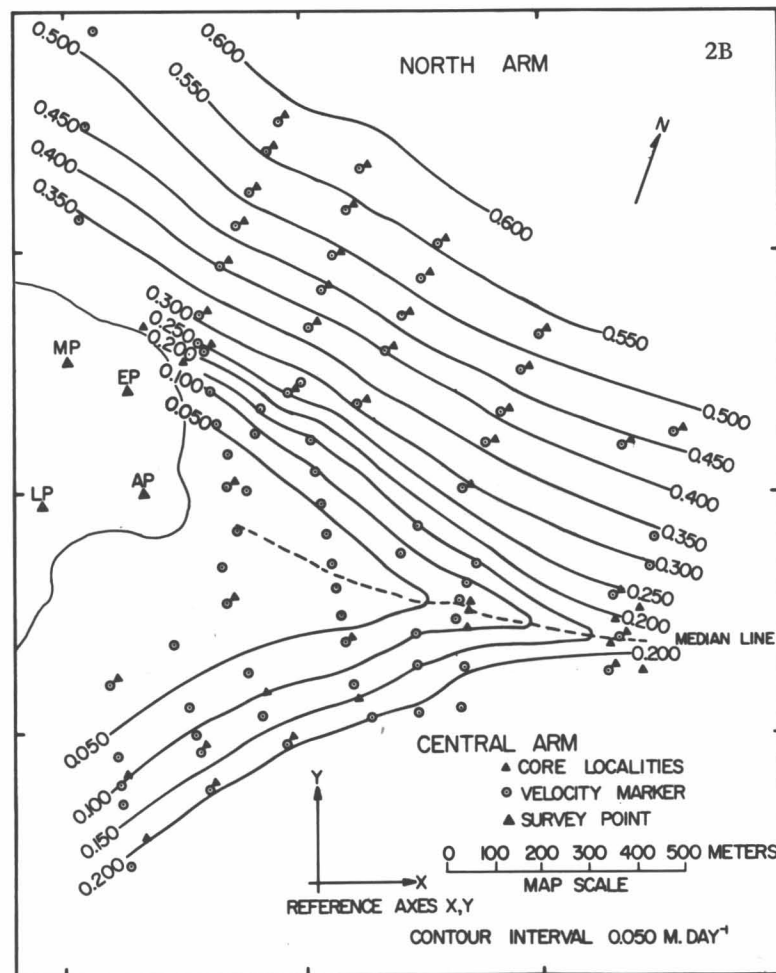 2B
NORTH ARM
N
0.500
0.450
0.400
0.350
0.550
0.600
0.600
0.550
0.500
0.450
0.400
0.350
0.300
0.250
0.200
0.300
0.250
0.200
0.100
0.050
MP
EP
LP
AP
MEDIAN LINE
0.200
0.050
0.100
0.150
0.200
CENTRAL ARM
CORE LOCALITIES
VELOCITY MARKER
SURVEY POINT
0 100 200 300 400 500 METERS
MAP SCALE
Y
X
REFERENCE AXES X,Y
CONTOUR INTERVAL 0.050 M. DAY⁻¹